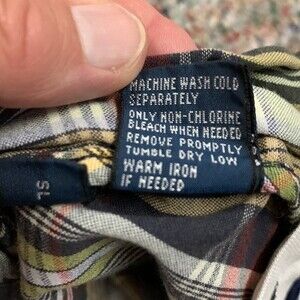 MACHINE WASH COLD
SEPARATELY
ONLY NON-CHLORINE
BLEACH WHEN NEEDED
REMOVE PROMPTLY
TUMBLE DRY LOW
WARM IRON
IF NEEDED